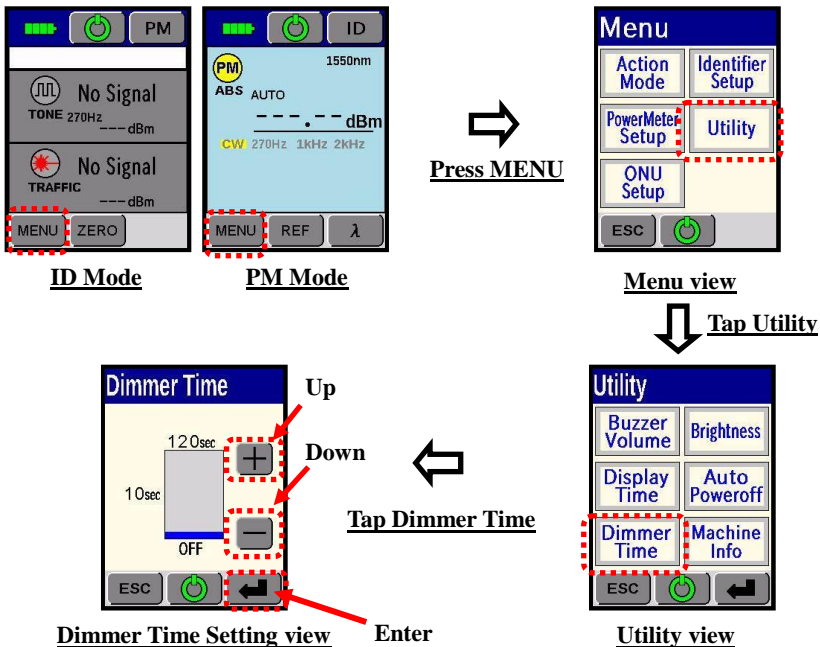 PM
No Signal
TONE 270Hz
---dBm
No Signal
TRAFFIC
---dBm
MENU ZERO
ID Mode
ID
PM
1550nm
ABS AUTO
---.--dBm
CW 270Hz 1kHz 2kHz
MENU REF λ
PM Mode
Press MENU
Menu
Action
Mode
Identifier
Setup
PowerMeter
Setup
Utility
ONU
Setup
ESC
Menu view
Tap Utility
Utility
Buzzer
Volume
Brightness
Display
Time
Auto
Poweroff
Dimmer
Time
Machine
Info
ESC
Utility view
Tap Dimmer Time
Dimmer Time
120sec
10sec
OFF
+
−
ESC
Up
Down
Enter
Dimmer Time Setting view